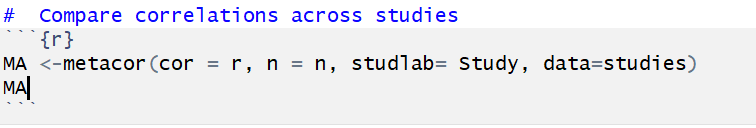 #  Compare correlations across studies
```{r}
MA <-metacor(cor = r, n = n, studlab= Study, data=studies)
MA
```